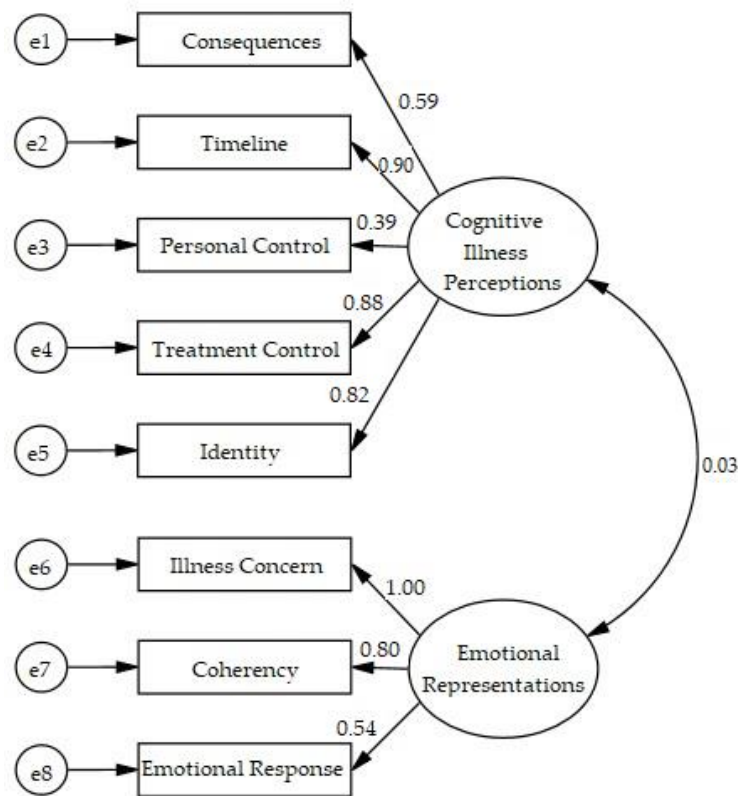 e1
Consequences
0.59
e2
Timeline
0.90
e3
Personal Control
0.39
Cognitive
Illness
Perceptions
e4
Treatment Control
0.88
e5
Identity
0.82
0.03
e6
Illness Concern
1.00
e7
Coherency
0.80
Emotional
Representations
e8
Emotional Response
0.54